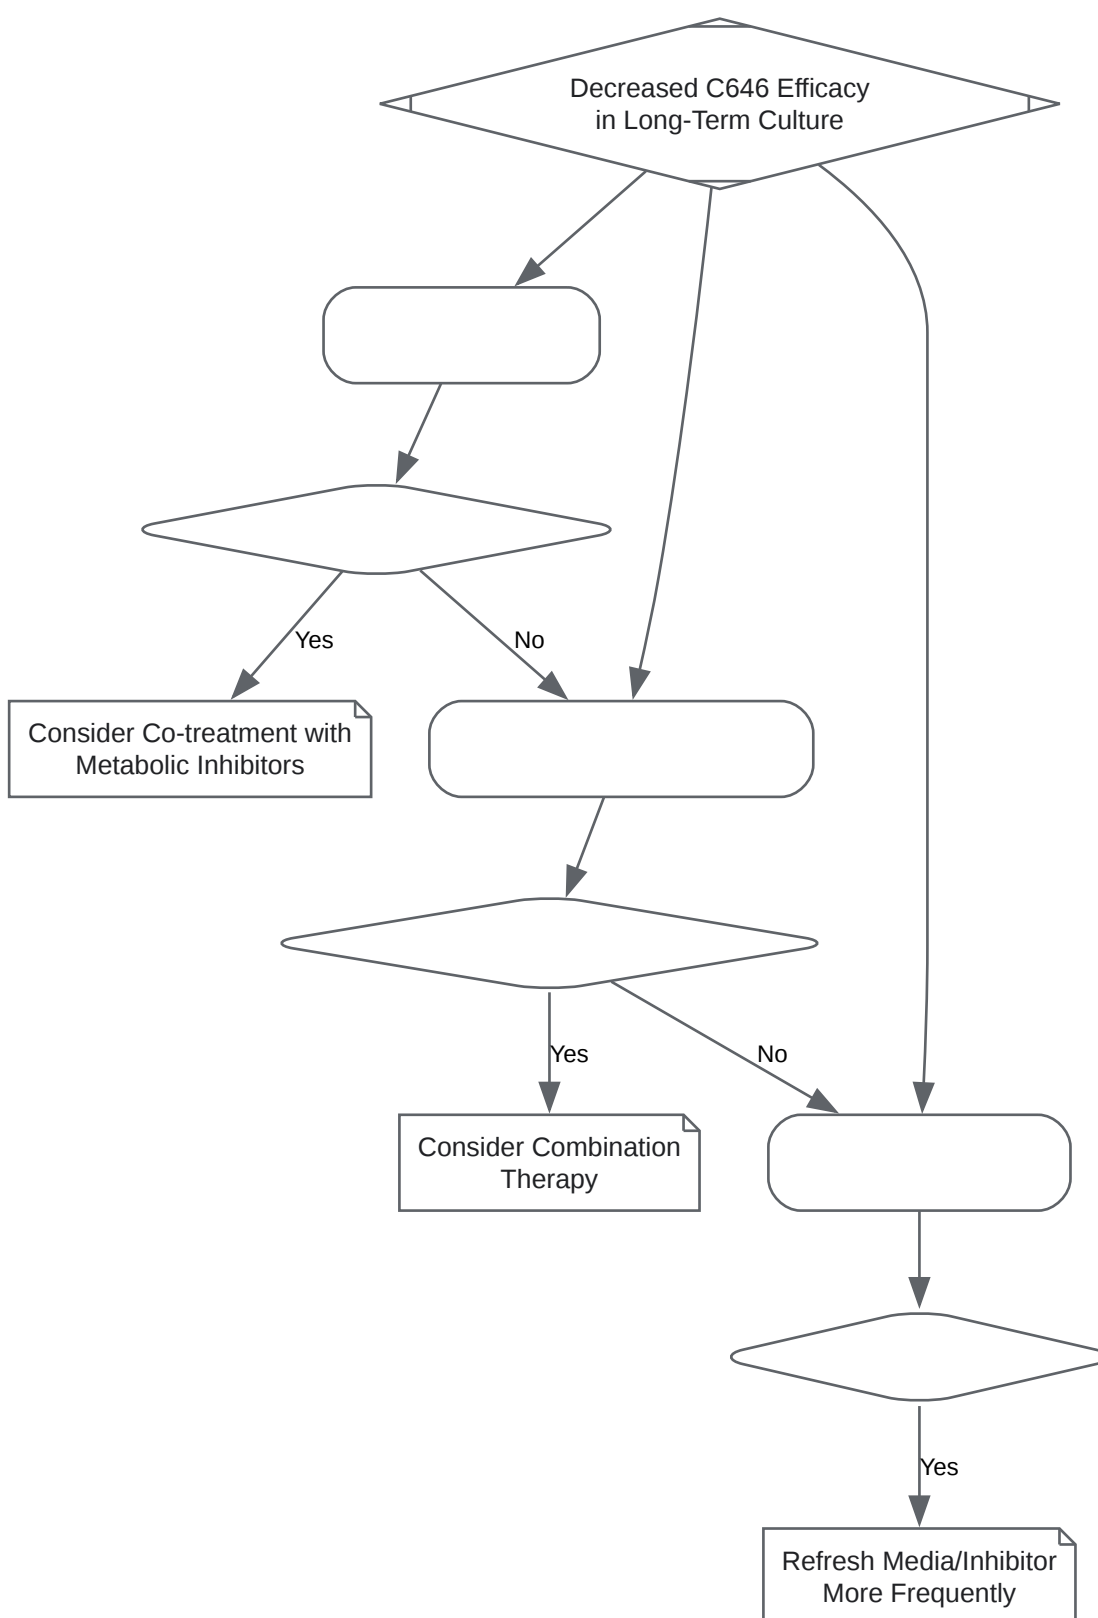 Decreased C646 Efficacy
in Long-Term Culture
Yes
No
Consider Co-treatment with
Metabolic Inhibitors
Yes
No
Consider Combination
Therapy
Yes
Refresh Media/Inhibitor
More Frequently